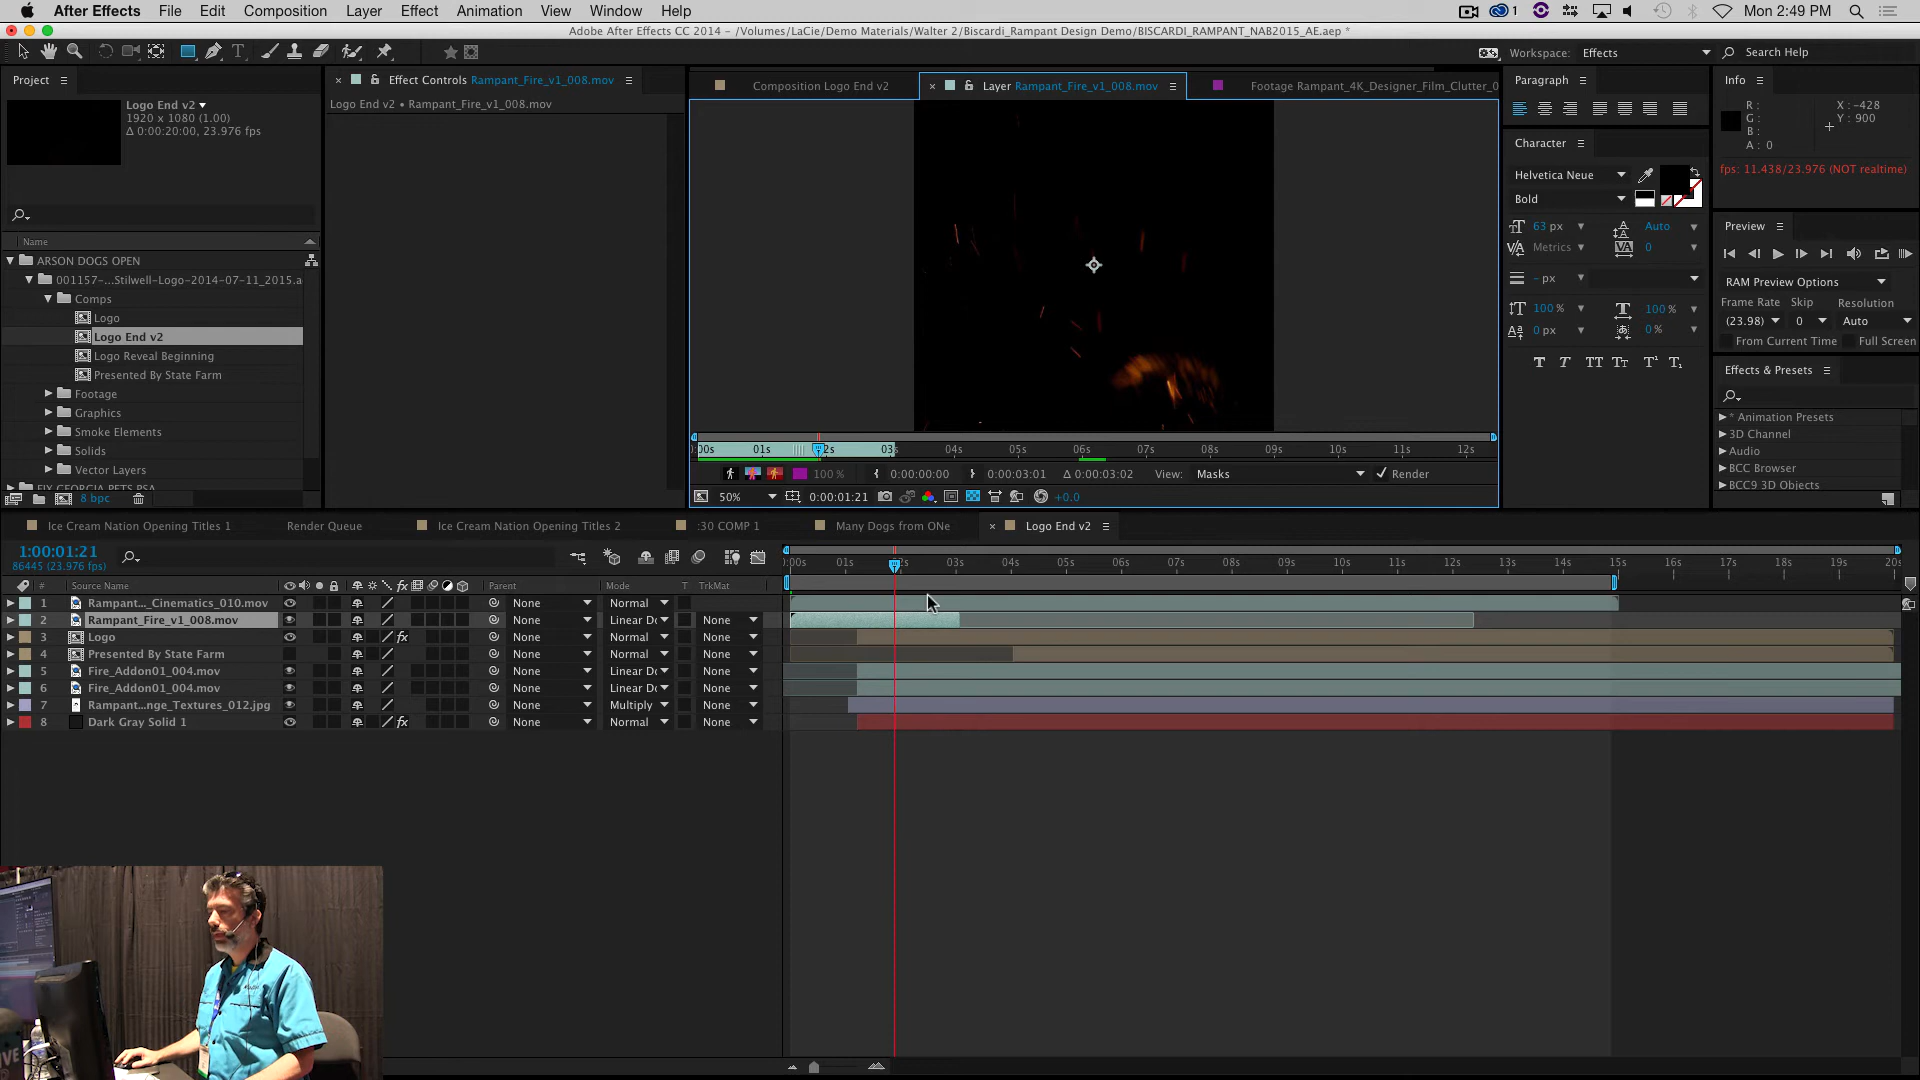 After Effects File Edit Composition Layer Effect Animation View Window Help 1 Mon 2:49 PM
Adobe After Effects CC 2014 - /Volumes/LaCie/Demo Materials/Walter 2/Biscardi_Rampant Design Demo/BISCARDI_RAMPANT_NAB2015_AE.aep *
Workspace: Effects Search Help
Project
Logo End v2
1920 x 1080 (1.00)
Δ 0:00:20:00, 23.976 fps
Name
ARSON DOGS OPEN
001157-...Stilwell-Logo-2014-07-11_2015.a
Comps
Logo
Logo End v2
Logo Reveal Beginning
Presented By State Farm
Footage
Graphics
Smoke Elements
Solids
Vector Layers
FIX GEORGIA PETS PSA
8 bpc
Effect Controls Rampant_Fire_v1_008.mov
Logo End v2 • Rampant_Fire_v1_008.mov
Composition Logo End v2
Layer Rampant_Fire_v1_008.mov
Footage Rampant_4K_Designer_Film_Clutter_0
:00s 01s 2s 03s 04s 05s 06s 07s 08s 09s 10s 11s 12s
100 % 0:00:00:00 0:00:03:01 Δ 0:00:03:02 View: Masks Render
50% 0:00:01:21 +0.0
Paragraph
Character
Helvetica Neue
Bold
63 px Auto
Metrics 0
- px
100 % 100 %
0 px 0 %
T T TT Tr T¹ T₁
Info
R : X : -428
G : Y : 900
B :
A : 0
fps: 11.438/23.976 (NOT realtime)
Preview
RAM Preview Options
Frame Rate Skip Resolution
(23.98) 0 Auto
From Current Time Full Screen
Effects & Presets
* Animation Presets
3D Channel
Audio
BCC Browser
BCC9 3D Objects
Ice Cream Nation Opening Titles 1 Render Queue Ice Cream Nation Opening Titles 2 :30 COMP 1 Many Dogs from ONe Logo End v2
1:00:01:21
86445 (23.976 fps)
:00s 01s 02s 03s 04s 05s 06s 07s 08s 09s 10s 11s 12s 13s 14s 15s 16s 17s 18s 19s 20s
# Source Name Parent Mode T TrkMat
1 Rampant..._Cinematics_010.mov None Normal
2 Rampant_Fire_v1_008.mov None Linear Do None
3 Logo None Normal None
4 Presented By State Farm None Normal None
5 Fire_Addon01_004.mov None Linear Do None
6 Fire_Addon01_004.mov None Linear Do None
7 Rampant...nge_Textures_012.jpg None Multiply None
8 Dark Gray Solid 1 None Normal None